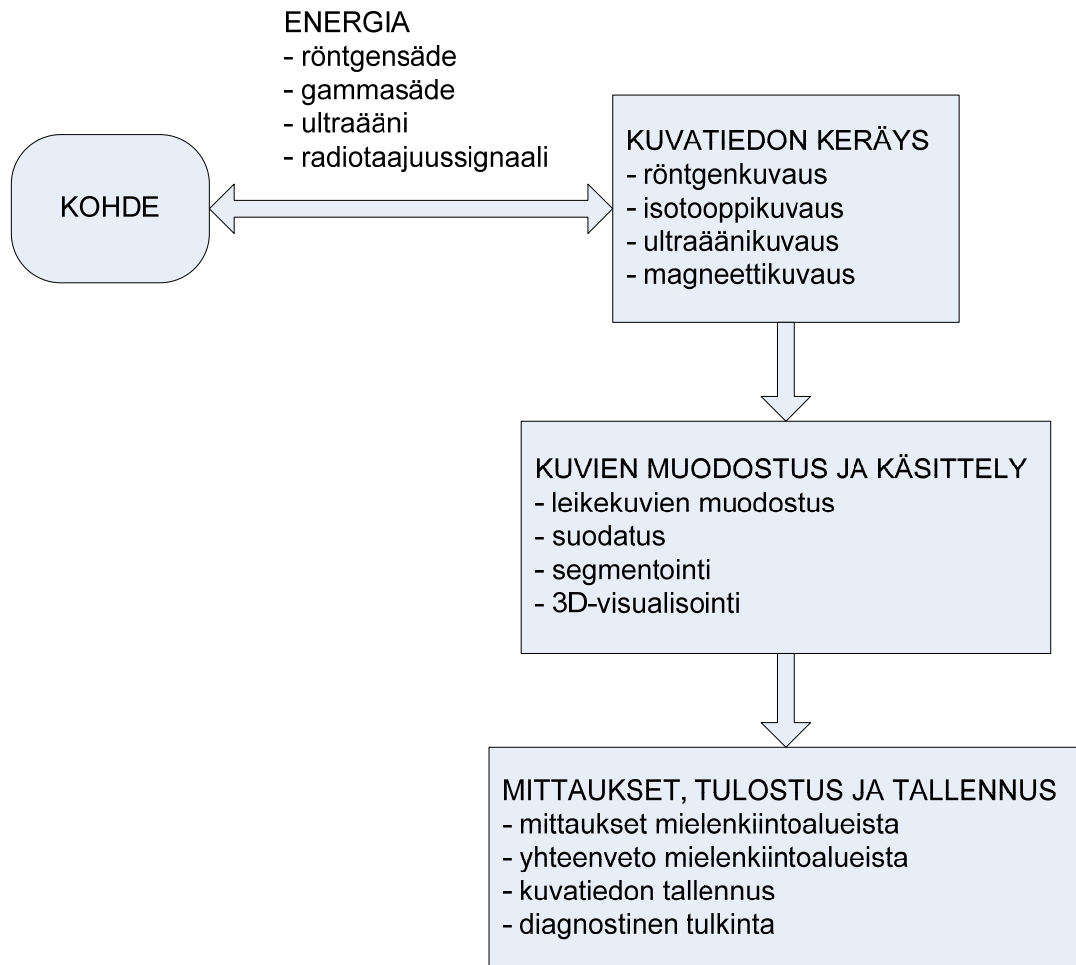 ENERGIA
- röntgensäde
- gammasäde
- ultraääni
- radiotaajuussignaali
KOHDE
KUVATIEDON KERÄYS
- röntgenkuvaus
- isotooppikuvaus
- ultraäänikuvaus
- magneettikuvaus
KUVIEN MUODOSTUS JA KÄSITTELY
- leikekuvien muodostus
- suodatus
- segmentointi
- 3D-visualisointi
MITTAUKSET, TULOSTUS JA TALLENNUS
- mittaukset mielenkiintoalueista
- yhteenveto mielenkiintoalueista
- kuvatiedon tallennus
- diagnostinen tulkinta